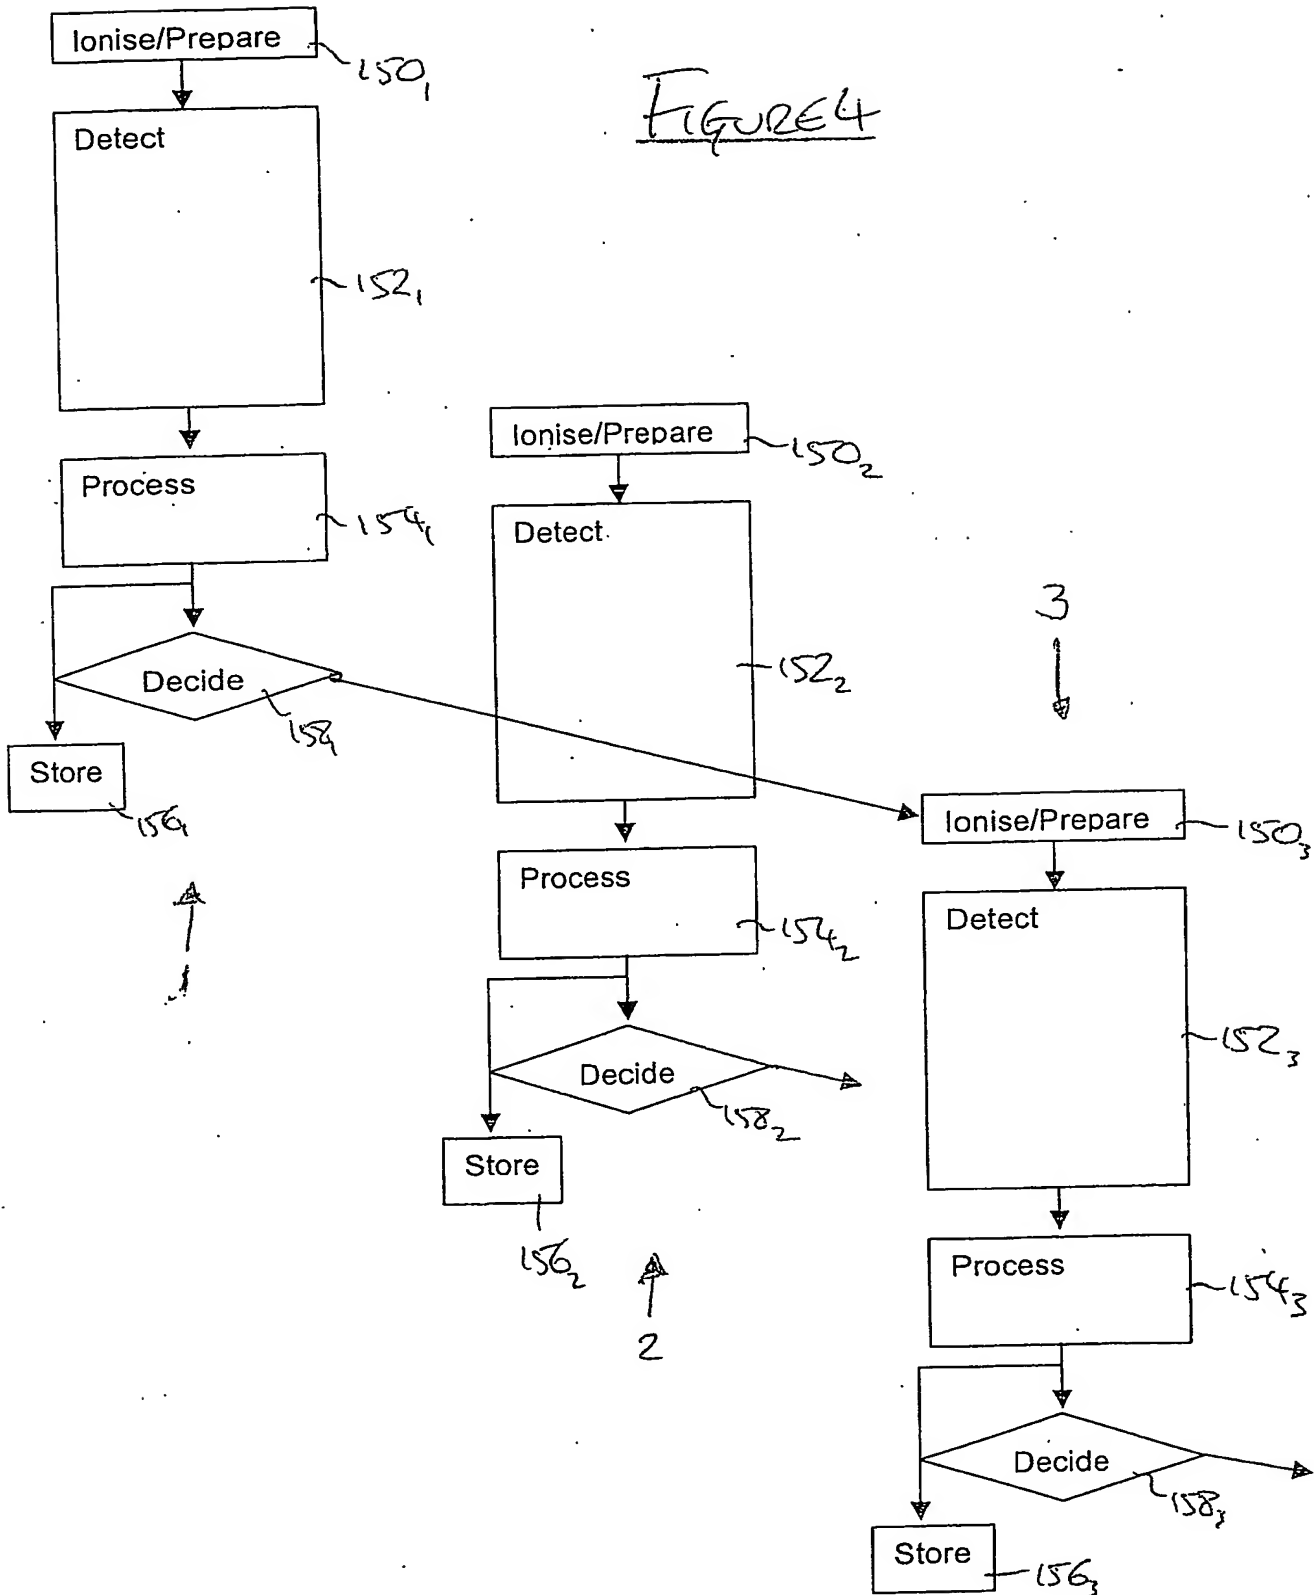 Ionise/Prepare
150₁
FIGURE 4
Detect
152₁
Ionise/Prepare
150₂
Process
154₁
Detect
3
Decide
158₁
152₂
Store
156₁
Ionise/Prepare
150₃
Process
154₂
Detect
1
152₃
Decide
158₂
Store
156₂
Process
154₃
2
Decide
158₃
Store
156₃